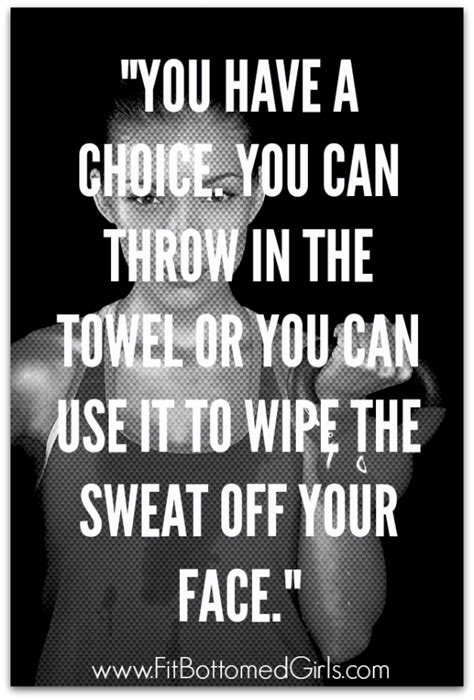 "YOU HAVE A
CHOICE. YOU CAN
THROW IN THE
TOWEL OR YOU CAN
USE IT TO WIPE THE
SWEAT OFF YOUR
FACE."
www.FitBottomedGirls.com